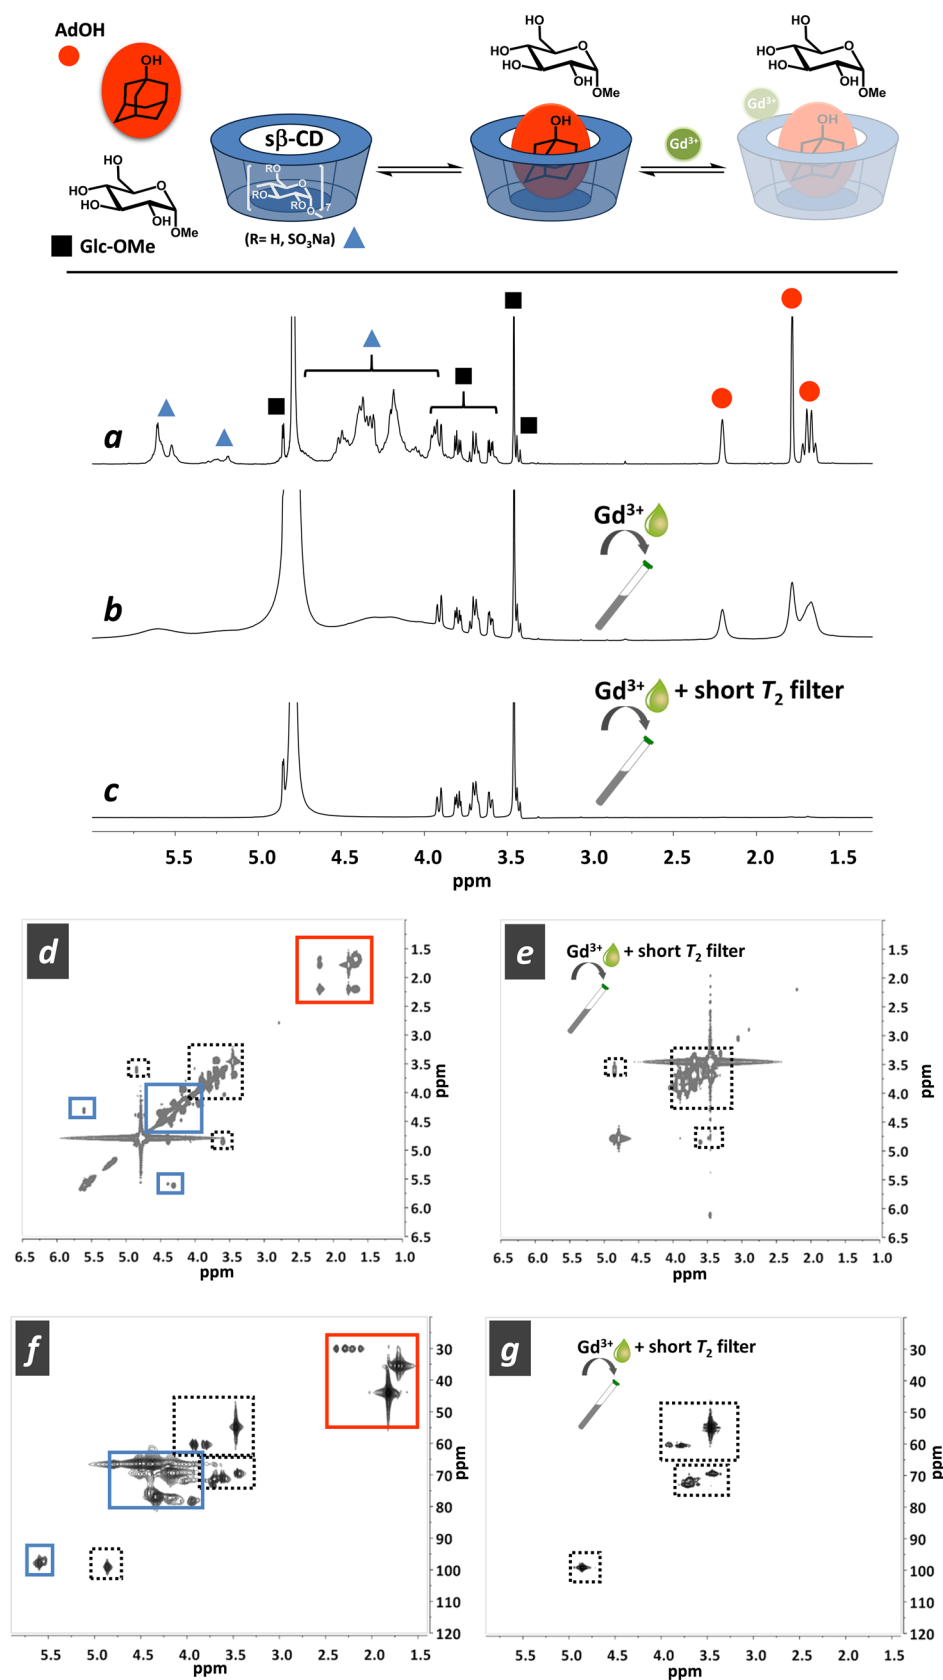 AdOH
OH
HO
HO
HO
O
OH
OMe
Glc-OMe
sβ-CD
RO
RO
O
RO
O
7
(R= H, SO₃Na)
HO
HO
HO
O
OH
OMe
OH
Gd³⁺
HO
HO
HO
O
OH
OMe
Gd³⁺
OH
a
b
Gd³⁺
c
Gd³⁺ + short T₂ filter
5.5 5.0 4.5 4.0 3.5 3.0 2.5 2.0 1.5
ppm
d
1.5
2.0
2.5
3.0
3.5
4.0
4.5
5.0
5.5
6.0
6.5
ppm
6.5 6.0 5.5 5.0 4.5 4.0 3.5 3.0 2.5 2.0 1.5 1.0
ppm
e
Gd³⁺ + short T₂ filter
1.5
2.0
2.5
3.0
3.5
4.0
4.5
5.0
5.5
6.0
6.5
ppm
6.0 5.5 5.0 4.5 4.0 3.5 3.0 2.5 2.0 1.5 1.0
ppm
f
30
40
50
60
70
80
90
100
110
120
ppm
5.5 5.0 4.5 4.0 3.5 3.0 2.5 2.0 1.5
ppm
g
Gd³⁺ + short T₂ filter
30
40
50
60
70
80
90
100
110
120
ppm
5.5 5.0 4.5 4.0 3.5 3.0 2.5 2.0 1.5
ppm